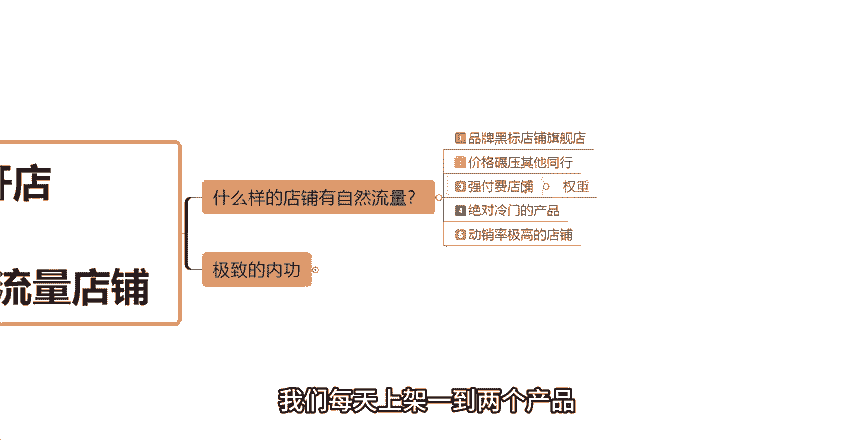 开店
流量店铺
什么样的店铺有自然流量?
极致的内功
1 品牌黑标店铺旗舰店
2 价格碾压其他同行
3 强付费店铺 权重
4 绝对冷门的产品
5 动销率极高的店铺
我们每天上架一到两个产品